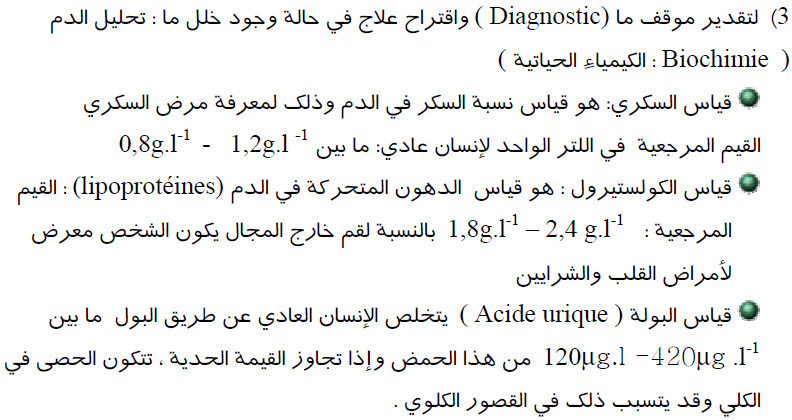 3) لتقدير موقف ما (Diagnostic ) واقتراح علاج في حالة وجود خلل ما : تحليل الدم
( Biochimie : الكيمياءِ الحياتية )
قياس السكري: هو قياس نسبة السكر في الدم وذلك لمعرفة مرض السكري
القيم المرجعية في اللتر الواحد لإنسان عادي: ما بين 0,8g.l⁻¹ - 1,2g.l⁻¹
قياس الكولستيرول : هو قياس الدهون المتحركة في الدم (lipoprotéines) : القيم
المرجعية : 1,8g.l⁻¹ – 2,4 g.l⁻¹ بالنسبة لقم خارج المجال يكون الشخص معرض
لأمراض القلب والشرايين
قياس البولة ( Acide urique ) يتخلص الإنسان العادي عن طريق البول ما بين
120µg.l –420µg .l⁻¹ من هذا الحمض وإذا تجاوز القيمة الحدية ، تتكون الحصى في
الكلي وقد يتسبب ذلك في القصور الكلوي .